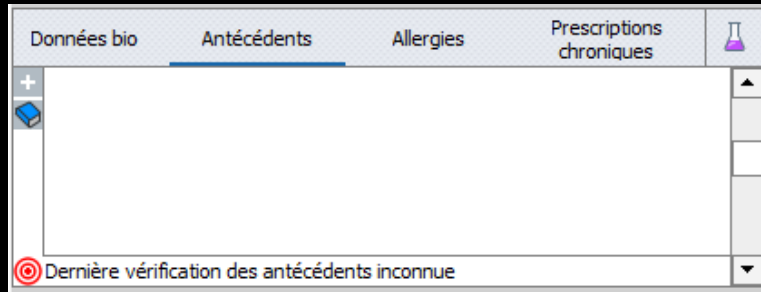 Données bio
Antécédents
Allergies
Prescriptions
chroniques
Dernière vérification des antécédents inconnue